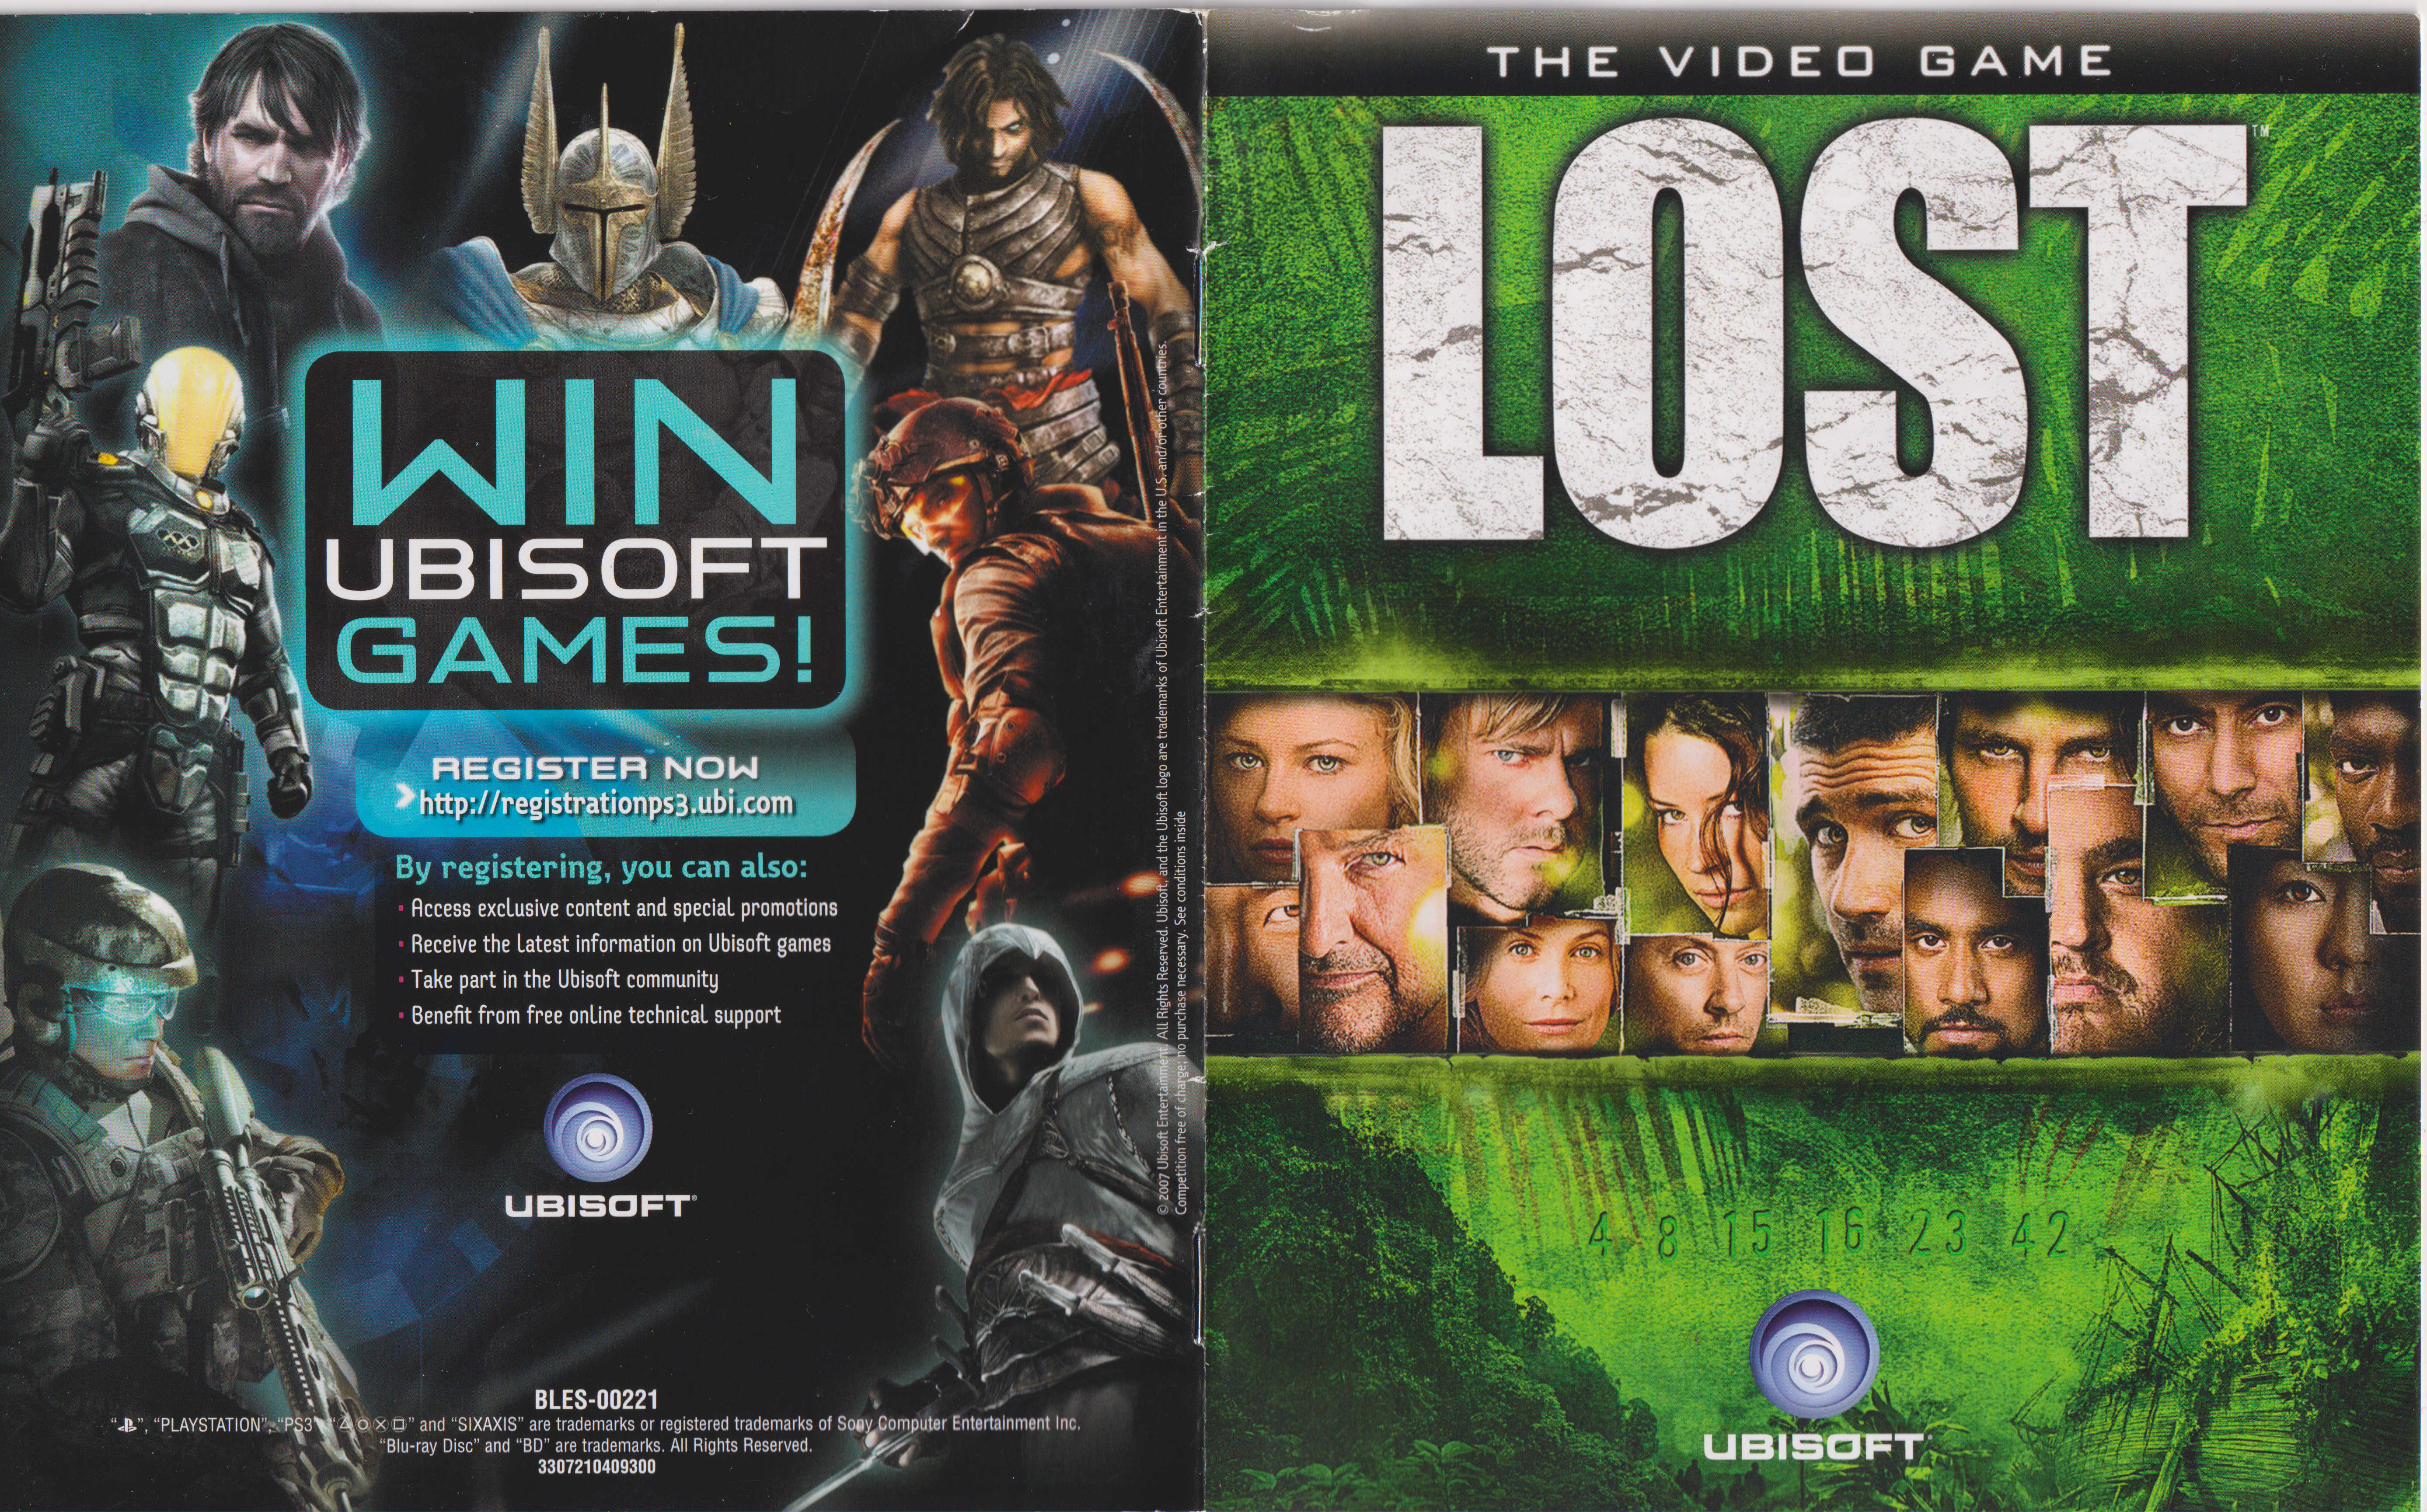 WIN
UBISOFT
GAMES!
REGISTER NOW
http://registrationps3.ubi.com
By registering, you can also:
· Access exclusive content and special promotions
· Receive the latest information on Ubisoft games
· Take part in the Ubisoft community
· Benefit from free online technical support
UBISOFT®
© 2007 Ubisoft Entertainment. All Rights Reserved. Ubisoft, and the Ubisoft logo are trademarks of Ubisoft Entertainment in the U.S. and/or other countries.
Competition free of charge, no purchase necessary. See conditions inside
BLES-00221
"", "PLAYSTATION", "PS3", "△○✕□" and "SIXAXIS" are trademarks or registered trademarks of Sony Computer Entertainment Inc.
"Blu-ray Disc" and "BD" are trademarks. All Rights Reserved.
3307210409300
THE VIDEO GAME
LOST™
4 8 15 16 23 42
UBISOFT®